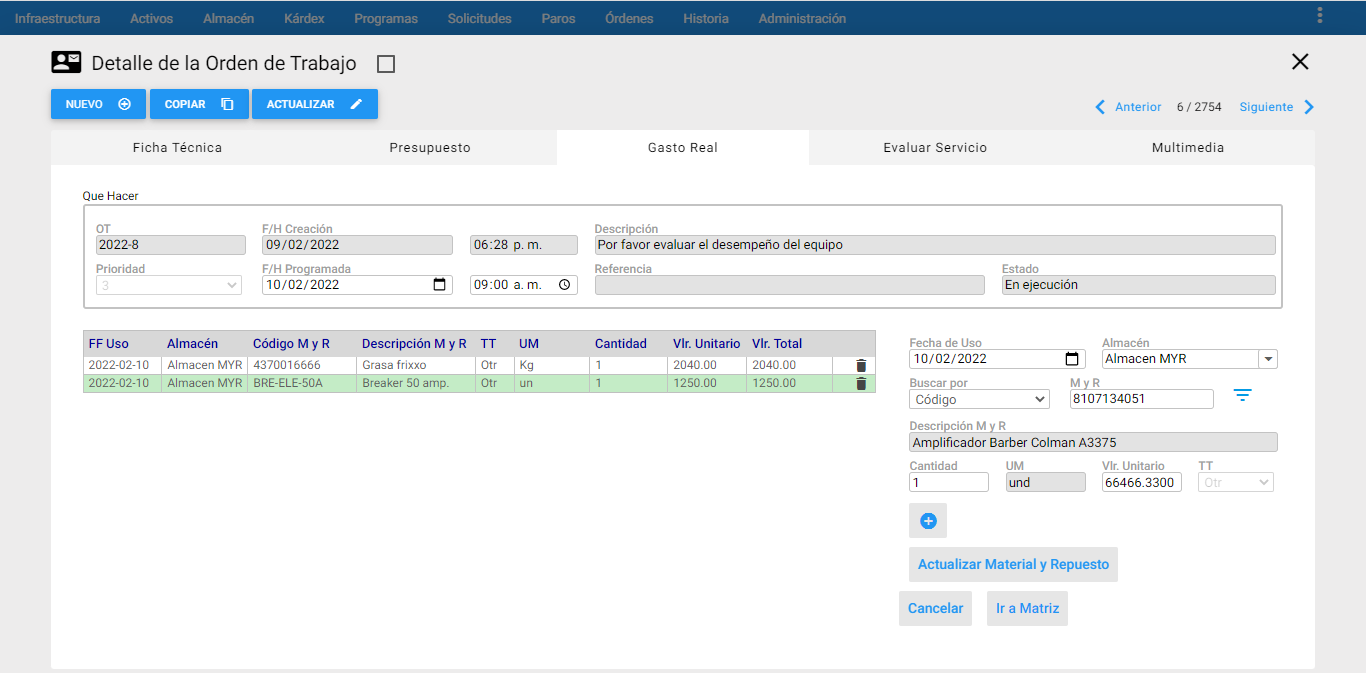 Infraestructura Activos Almacén Kárdex Programas Solicitudes Paros Órdenes Historia Administración
Detalle de la Orden de Trabajo
NUEVO COPIAR ACTUALIZAR
Anterior 6 / 2754 Siguiente
Ficha Técnica Presupuesto Gasto Real Evaluar Servicio Multimedia
Que Hacer
OT F/H Creación Descripción
2022-8 09/02/2022 06:28 p. m. Por favor evaluar el desempeño del equipo
Prioridad F/H Programada Referencia Estado
3 10/02/2022 09:00 a. m. En ejecución
FF Uso Almacén Código M y R Descripción M y R TT UM Cantidad Vlr. Unitario Vlr. Total
2022-02-10 Almacen MYR 4370016666 Grasa frixxo Otr Kg 1 2040.00 2040.00
2022-02-10 Almacen MYR BRE-ELE-50A Breaker 50 amp. Otr un 1 1250.00 1250.00
Fecha de Uso Almacén
10/02/2022 Almacen MYR
Buscar por M y R
Código 8107134051
Descripción M y R
Amplificador Barber Colman A3375
Cantidad UM Vlr. Unitario TT
1 und 66466.3300 Otr
Actualizar Material y Repuesto
Cancelar Ir a Matriz